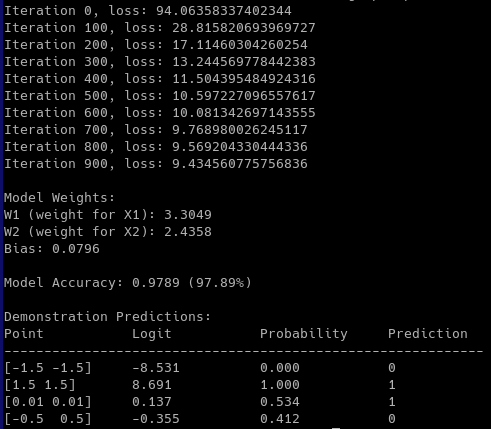 Iteration 0, loss: 94.06358337402344
Iteration 100, loss: 28.815820693969727
Iteration 200, loss: 17.11460304260254
Iteration 300, loss: 13.244569778442383
Iteration 400, loss: 11.504395484924316
Iteration 500, loss: 10.597227096557617
Iteration 600, loss: 10.081342697143555
Iteration 700, loss: 9.768980026245117
Iteration 800, loss: 9.569204330444336
Iteration 900, loss: 9.434560775756836
Model Weights:
W1 (weight for X1): 3.3049
W2 (weight for X2): 2.4358
Bias: 0.0796
Model Accuracy: 0.9789 (97.89%)
Demonstration Predictions:
Point Logit Probability Prediction
------------------------------------------------------------
[-1.5 -1.5] -8.531 0.000 0
[1.5 1.5] 8.691 1.000 1
[0.01 0.01] 0.137 0.534 1
[-0.5  0.5] -0.355 0.412 0